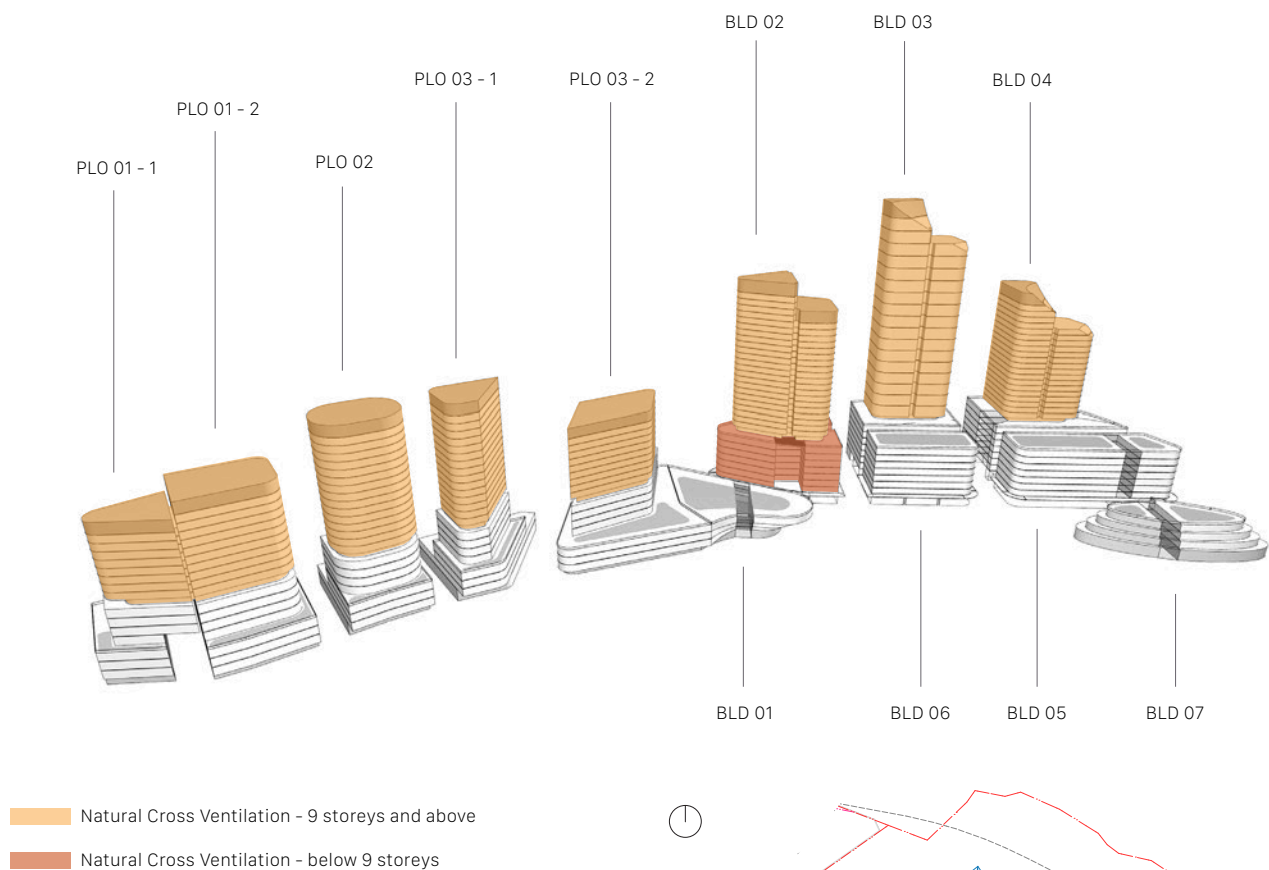 BLD 02
BLD 03
PLO 03 - 1
PLO 03 - 2
BLD 04
PLO 01 - 2
PLO 01 - 1
PLO 02
BLD 01
BLD 06
BLD 05
BLD 07
Natural Cross Ventilation - 9 storeys and above
Natural Cross Ventilation - below 9 storeys